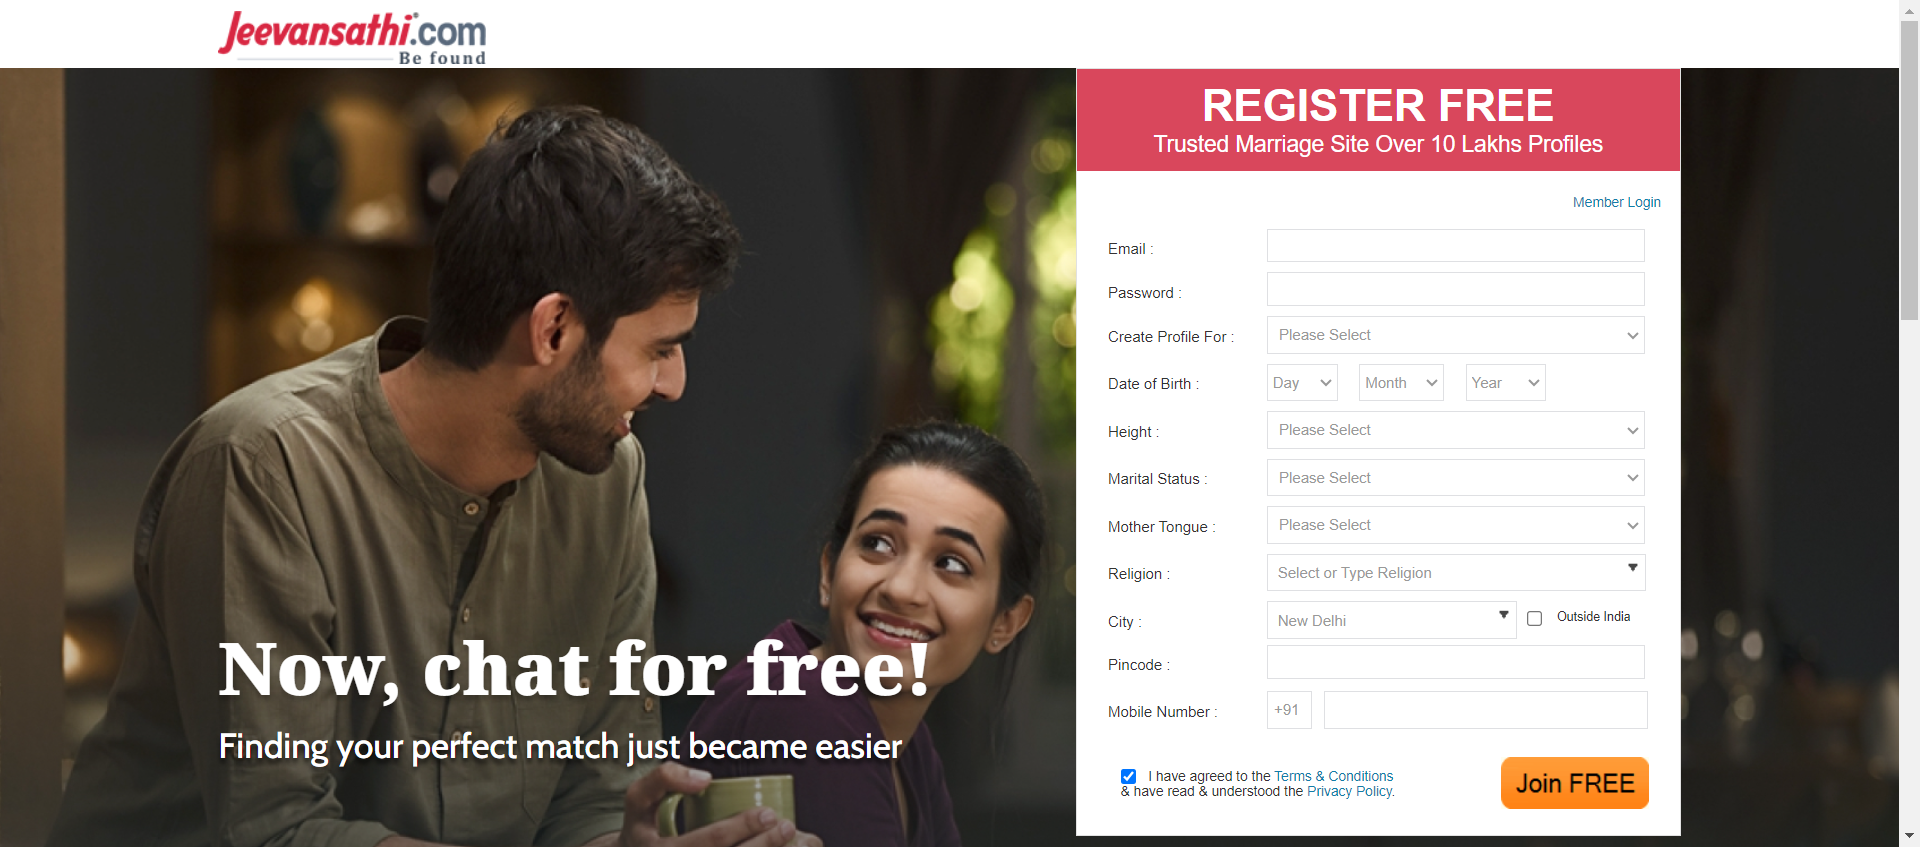 Jeevansathi.com
Be found
REGISTER FREE
Trusted Marriage Site Over 10 Lakhs Profiles
Member Login
Email :
Password :
Create Profile For : Please Select
Date of Birth : Day Month Year
Height : Please Select
Marital Status : Please Select
Mother Tongue : Please Select
Religion : Select or Type Religion
City : New Delhi Outside India
Pincode :
Mobile Number : +91
I have agreed to the Terms & Conditions
& have read & understood the Privacy Policy.
Join FREE
Now, chat for free!
Finding your perfect match just became easier